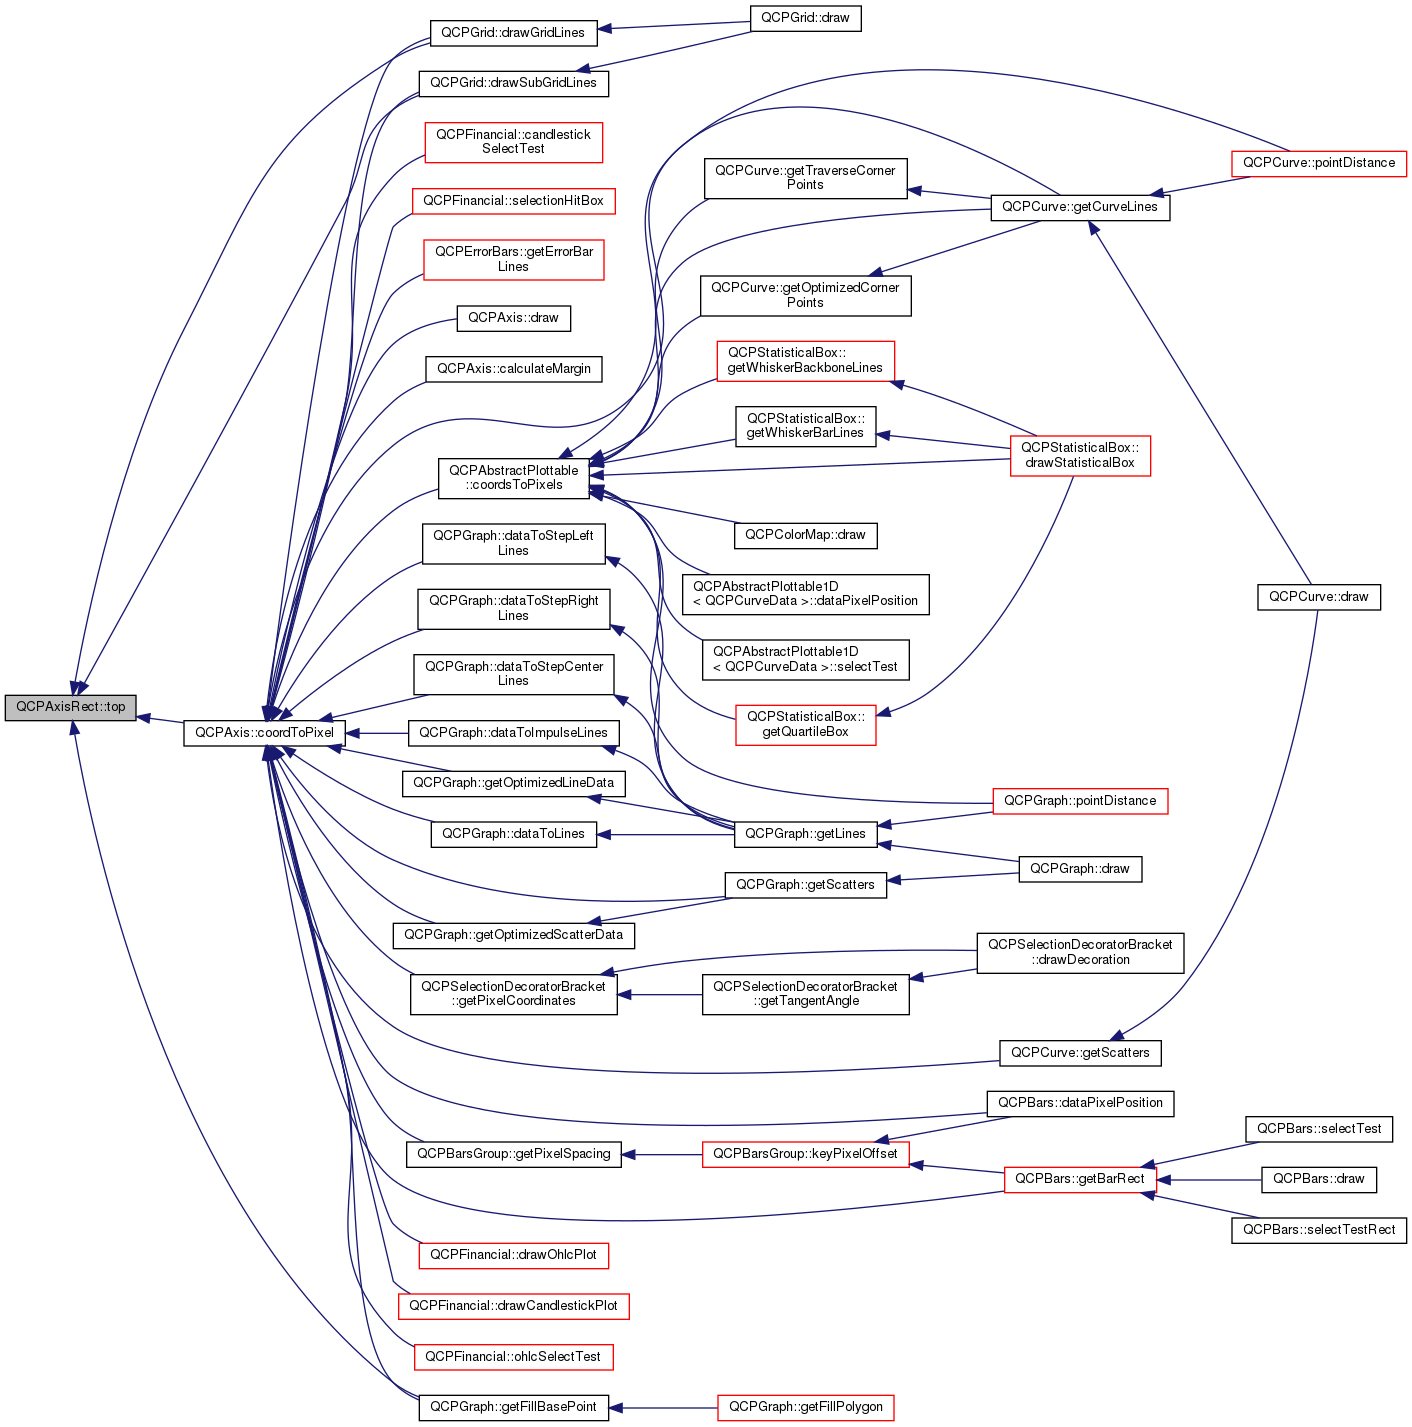 QCPGrid::drawGridLines
QCPGrid::draw
QCPGrid::drawSubGridLines
QCPFinancial::candlestick
SelectTest
QCPFinancial::selectionHitBox
QCPErrorBars::getErrorBar
Lines
QCPAxis::draw
QCPAxis::calculateMargin
QCPAbstractPlottable
::coordsToPixels
QCPGraph::dataToStepLeft
Lines
QCPGraph::dataToStepRight
Lines
QCPGraph::dataToStepCenter
Lines
QCPAxisRect::top
QCPAxis::coordToPixel
QCPGraph::dataToImpulseLines
QCPGraph::getOptimizedLineData
QCPGraph::dataToLines
QCPGraph::getOptimizedScatterData
QCPSelectionDecoratorBracket
::getPixelCoordinates
QCPBarsGroup::getPixelSpacing
QCPFinancial::drawOhlcPlot
QCPFinancial::drawCandlestickPlot
QCPFinancial::ohlcSelectTest
QCPGraph::getFillBasePoint
QCPCurve::getTraverseCorner
Points
QCPCurve::getOptimizedCorner
Points
QCPStatisticalBox::
getWhiskerBackboneLines
QCPStatisticalBox::
getWhiskerBarLines
QCPColorMap::draw
QCPAbstractPlottable1D
< QCPCurveData >::dataPixelPosition
QCPAbstractPlottable1D
< QCPCurveData >::selectTest
QCPStatisticalBox::
getQuartileBox
QCPGraph::getLines
QCPGraph::getScatters
QCPSelectionDecoratorBracket
::getTangentAngle
QCPBarsGroup::keyPixelOffset
QCPGraph::getFillPolygon
QCPCurve::getCurveLines
QCPStatisticalBox::
drawStatisticalBox
QCPGraph::pointDistance
QCPGraph::draw
QCPSelectionDecoratorBracket
::drawDecoration
QCPCurve::getScatters
QCPBars::dataPixelPosition
QCPBars::getBarRect
QCPCurve::pointDistance
QCPCurve::draw
QCPBars::selectTest
QCPBars::draw
QCPBars::selectTestRect